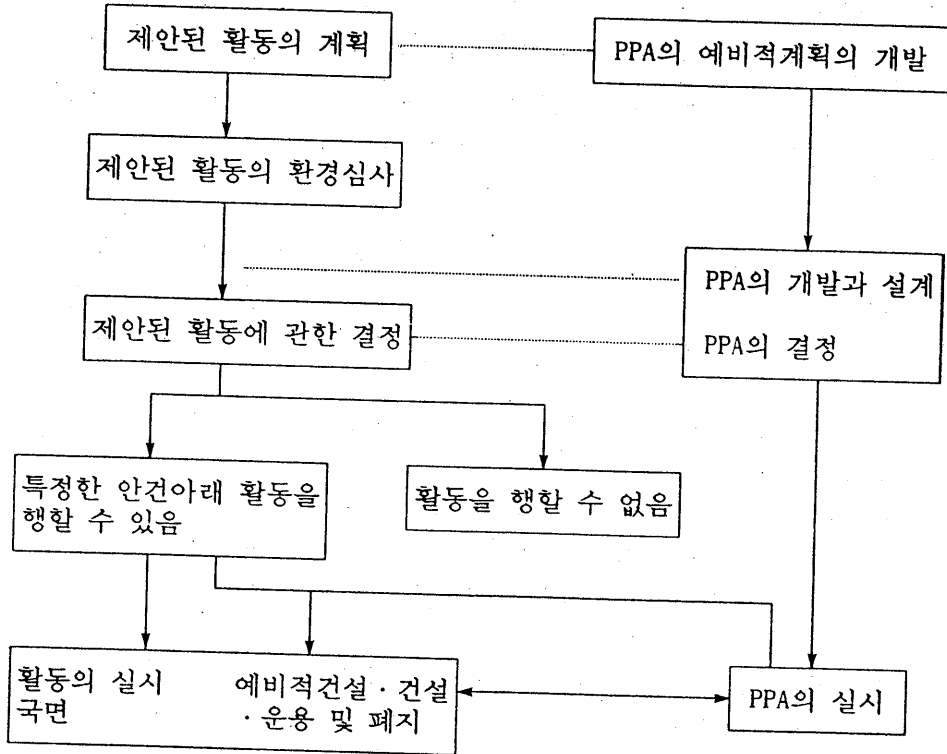 제안된 활동의 계획
PPA의 예비적계획의 개발
제안된 활동의 환경심사
PPA의 개발과 설계
제안된 활동에 관한 결정
PPA의 결정
특정한 안건아래 활동을
행할 수 있음
활동을 행할 수 없음
활동의 실시
국면
예비적건설·건설
·운용 및 폐지
PPA의 실시